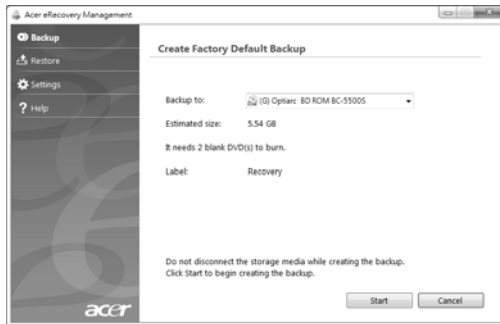 Acer eRecovery Management
Backup
Restore
Settings
Help
Create Factory Default Backup
Backup to: (G) Optiarc BD ROM BC-5500S
Estimated size: 5.54 GB
It needs 2 blank DVD(s) to burn.
Label: Recovery
Do not disconnect the storage media while creating the backup.
Click Start to begin creating the backup.
Start Cancel
acer